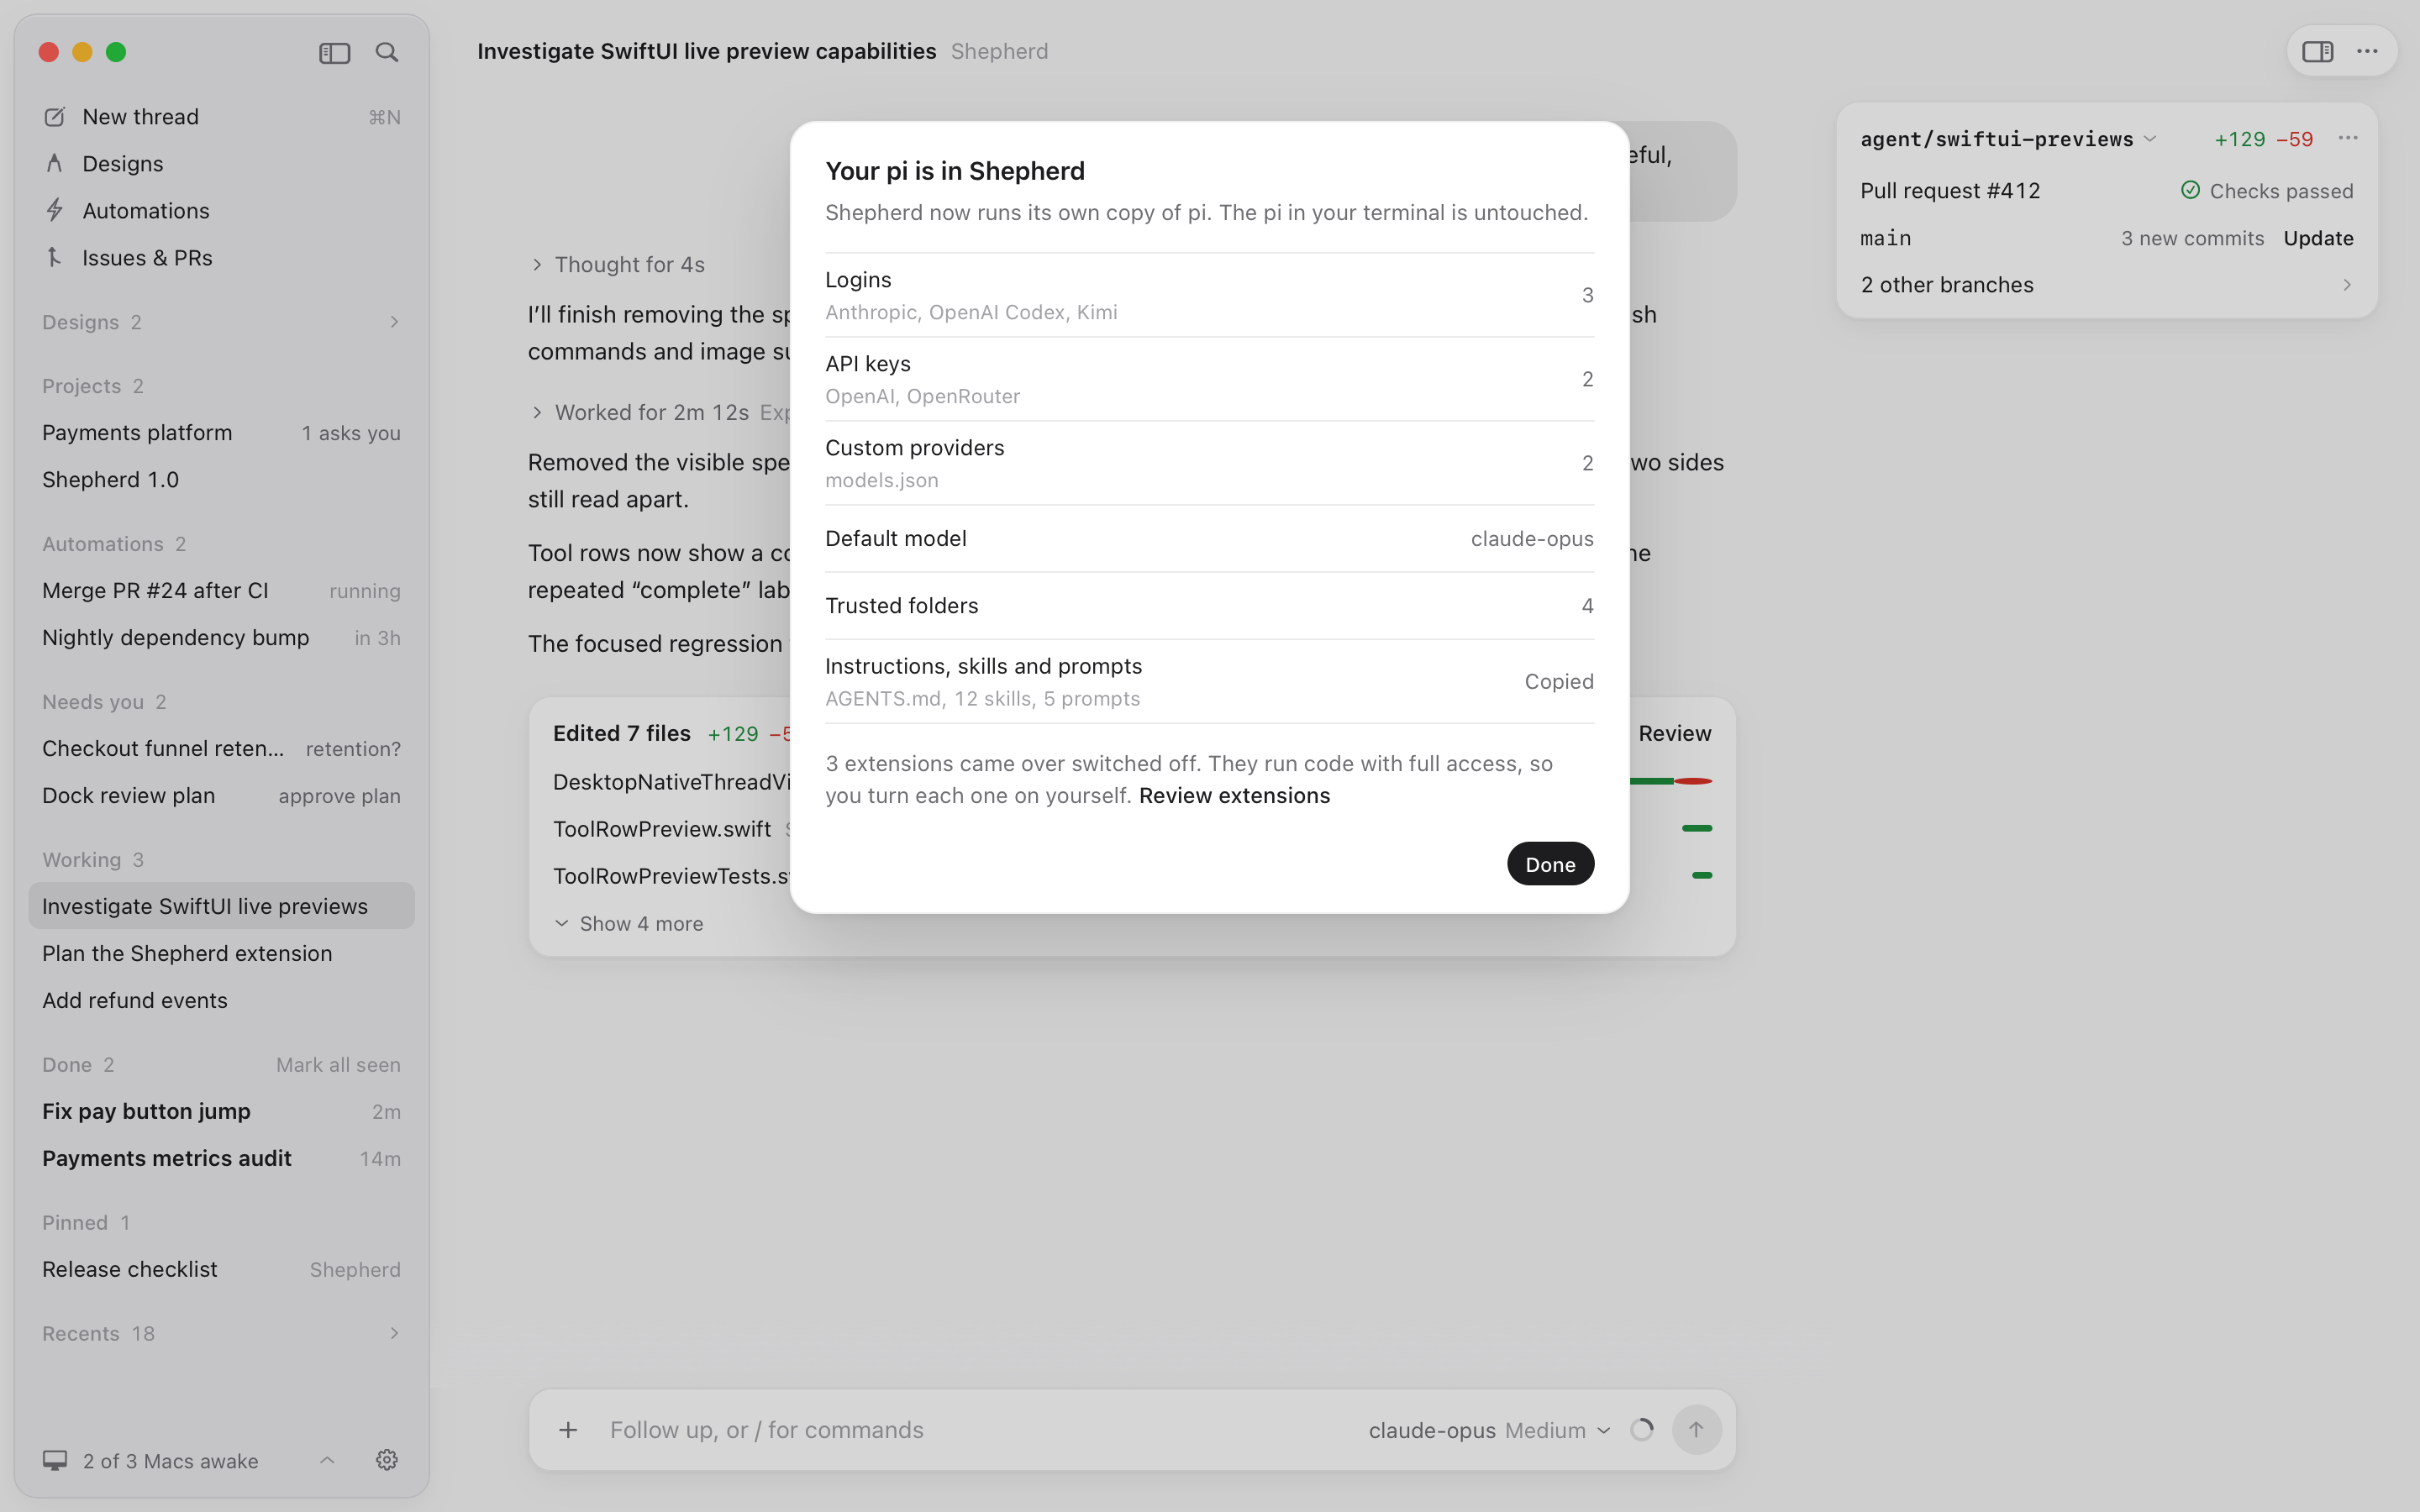 New thread ⌘N
Designs
Automations
Issues & PRs
Designs 2
Projects 2
Payments platform 1 asks you
Shepherd 1.0
Automations 2
Merge PR #24 after CI running
Nightly dependency bump in 3h
Needs you 2
Checkout funnel reten... retention?
Dock review plan approve plan
Working 3
Investigate SwiftUI live previews
Plan the Shepherd extension
Add refund events
Done 2 Mark all seen
Fix pay button jump 2m
Payments metrics audit 14m
Pinned 1
Release checklist Shepherd
Recents 18
2 of 3 Macs awake
Investigate SwiftUI live preview capabilities Shepherd
Thought for 4s
I’ll finish removing the
commands and image
Worked for 2m 12s
Removed the visible
wo sides
still read apart.
Tool rows now show a
repeated “complete”
The focused regression
Edited 7 files +129 Review
ToolRowPreview.swift
Show 4 more
Your pi is in Shepherd
Shepherd now runs its own copy of pi. The pi in your terminal is untouched.
Logins 3
Anthropic, OpenAI Codex, Kimi
API keys 2
OpenAI, OpenRouter
Custom providers 2
models.json
Default model claude-opus
Trusted folders 4
Instructions, skills and prompts Copied
AGENTS.md, 12 skills, 5 prompts
3 extensions came over switched off. They run code with full access, so
you turn each one on yourself. Review extensions
Done
Follow up, or / for commands claude-opus Medium
agent/swiftui-previews +129 −59
Pull request #412 Checks passed
main 3 new commits Update
2 other branches